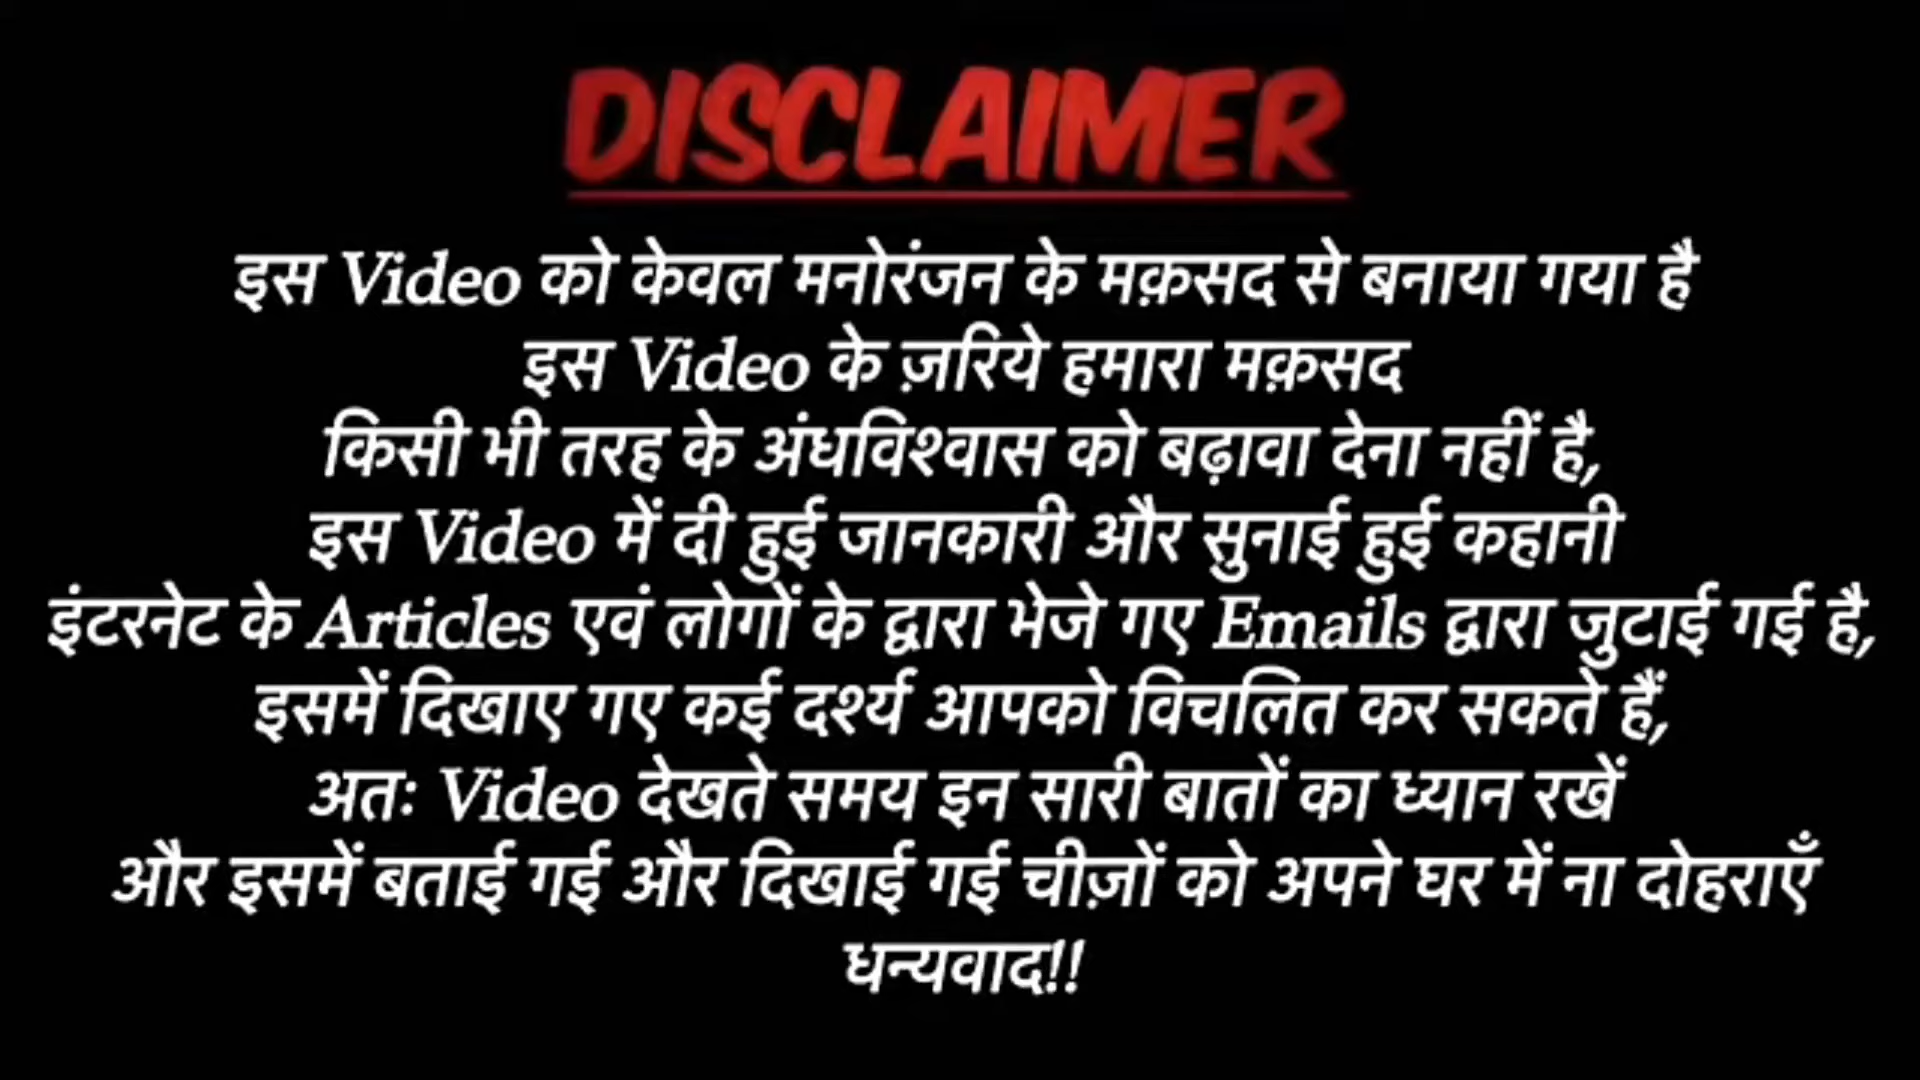 DISCLAIMER
इस Video को केवल मनोरंजन के मक़सद से बनाया गया है
इस Video के ज़रिये हमारा मक़सद
किसी भी तरह के अंधविश्वास को बढ़ावा देना नहीं है,
इस Video में दी हुई जानकारी और सुनाई हुई कहानी
इंटरनेट के Articles एवं लोगों के द्वारा भेजे गए Emails द्वारा जुटाई गई है,
इसमें दिखाए गए कई दर्श्य आपको विचलित कर सकते हैं,
अतः Video देखते समय इन सारी बातों का ध्यान रखें
और इसमें बताई गई और दिखाई गई चीज़ों को अपने घर में ना दोहराएँ
धन्यवाद!!